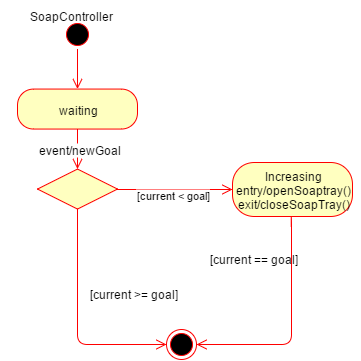 SoapController
waiting
event/newGoal
[current < goal]
Increasing
entry/openSoaptray()
exit/closeSoapTray()
[current == goal]
[current >= goal]